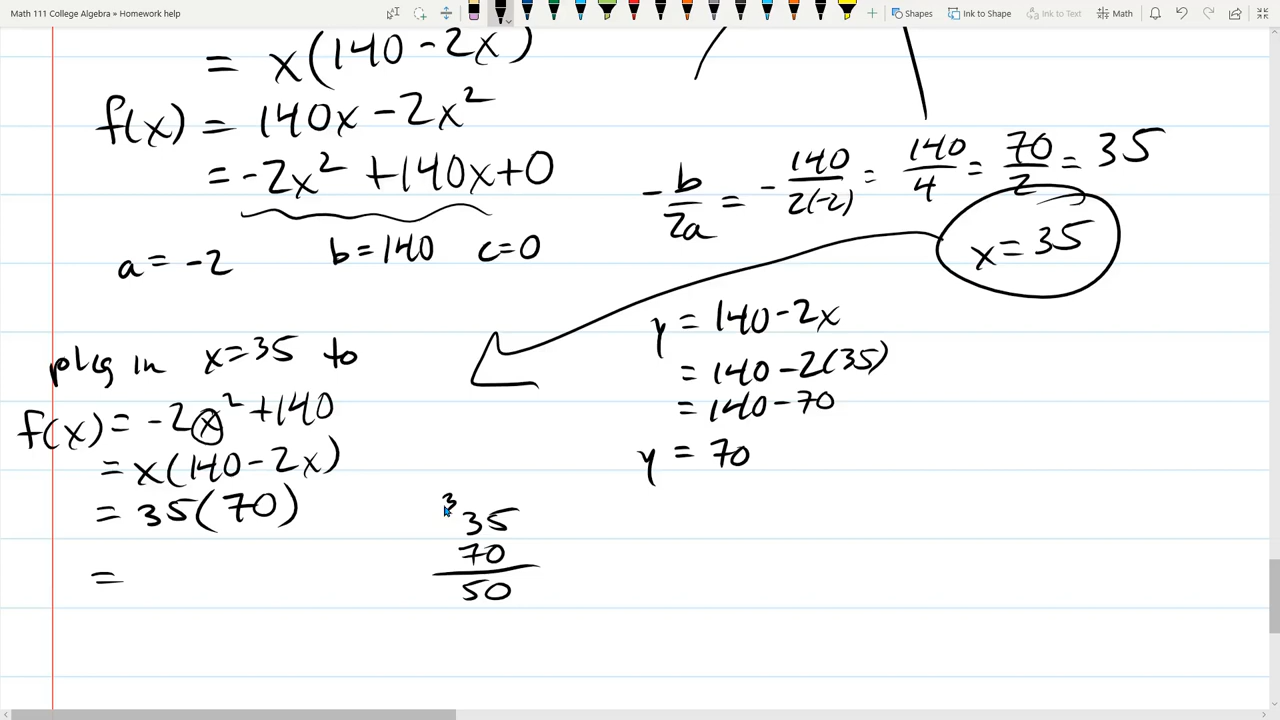 Math 111 College Algebra » Homework help
Shapes
Ink to Shape
Ink to Text
Math
= x(140-2x)
f(x) = 140x - 2x²
= -2x² + 140x + 0
a = -2 b = 140 c = 0
-b/2a = -140/2(-2) = 140/4 = 70/2 = 35
x = 35
y = 140 - 2x
= 140 - 2(35)
= 140 - 70
y = 70
plug in x = 35 to
f(x) = -2x² + 140
= x(140-2x)
= 35(70)
=
3
35
70
50